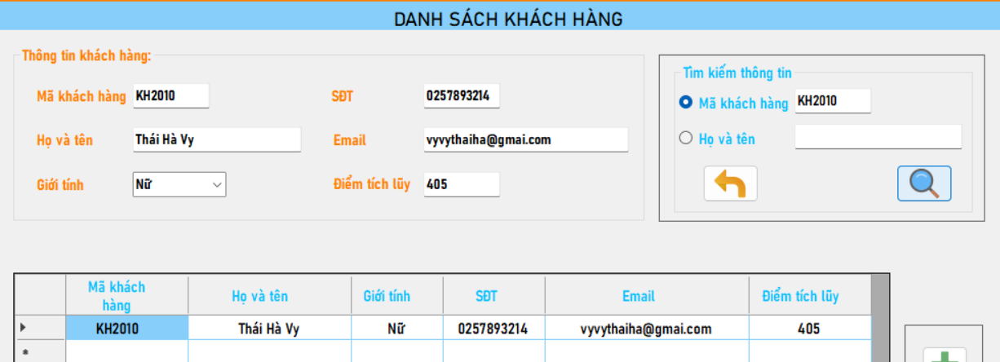 DANH SÁCH KHÁCH HÀNG
Thông tin khách hàng:
Mã khách hàng KH2010 SĐT 0257893214
Họ và tên Thái Hà Vy Email vyvythaiha@gmai.com
Giới tính Nữ Điểm tích lũy 405
Tìm kiếm thông tin
Mã khách hàng KH2010
Họ và tên
Mã khách hàng Họ và tên Giới tính SĐT Email Điểm tích lũy
KH2010 Thái Hà Vy Nữ 0257893214 vyvythaiha@gmai.com 405